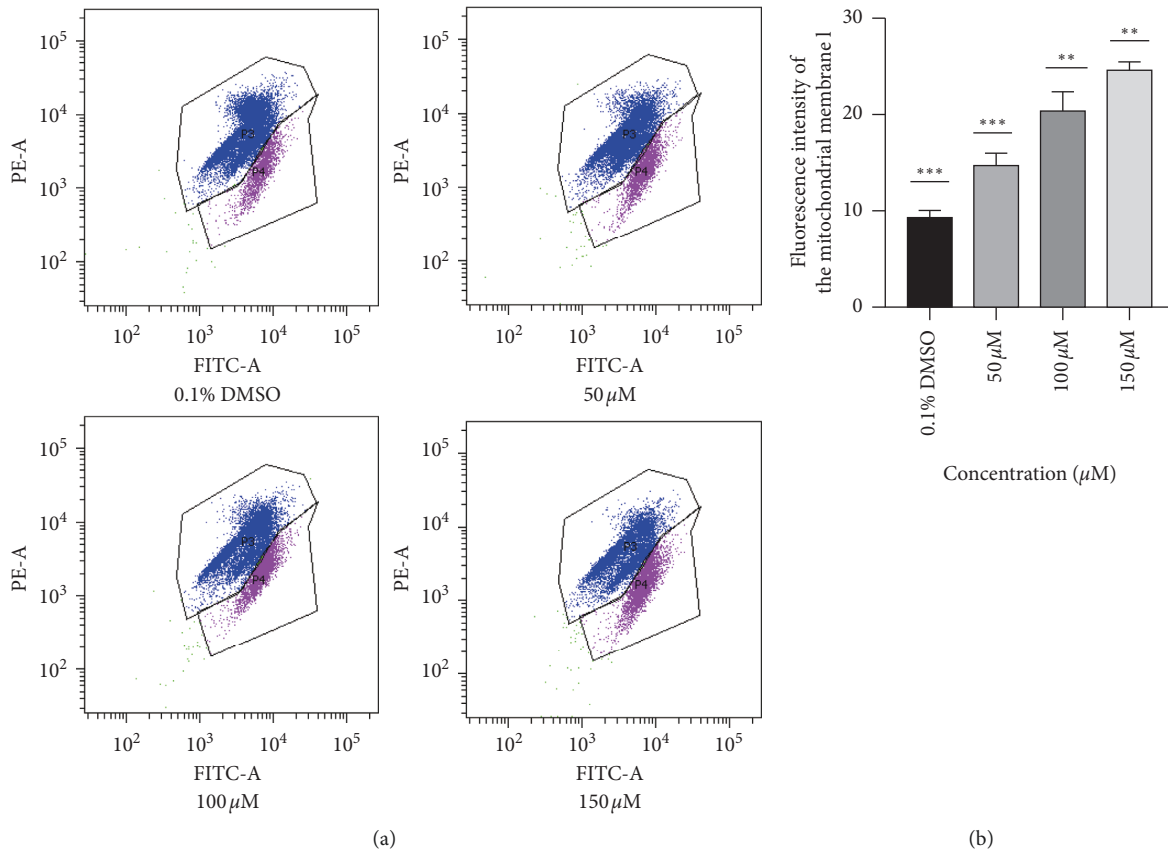 10⁵
10⁴
10³
10²
PE-A
P3
P4
10² 10³ 10⁴ 10⁵
FITC-A
0.1% DMSO
10⁵
10⁴
10³
10²
PE-A
P3
P4
10² 10³ 10⁴ 10⁵
FITC-A
50 μM
10⁵
10⁴
10³
10²
PE-A
P3
P4
10² 10³ 10⁴ 10⁵
FITC-A
100 μM
10⁵
10⁴
10³
10²
PE-A
P3
P4
10² 10³ 10⁴ 10⁵
FITC-A
150 μM
(a)
Fluorescence intensity of
the mitochondrial membrane l
30
20
10
0
***
***
**
**
0.1% DMSO
50 μM
100 μM
150 μM
Concentration (μM)
(b)